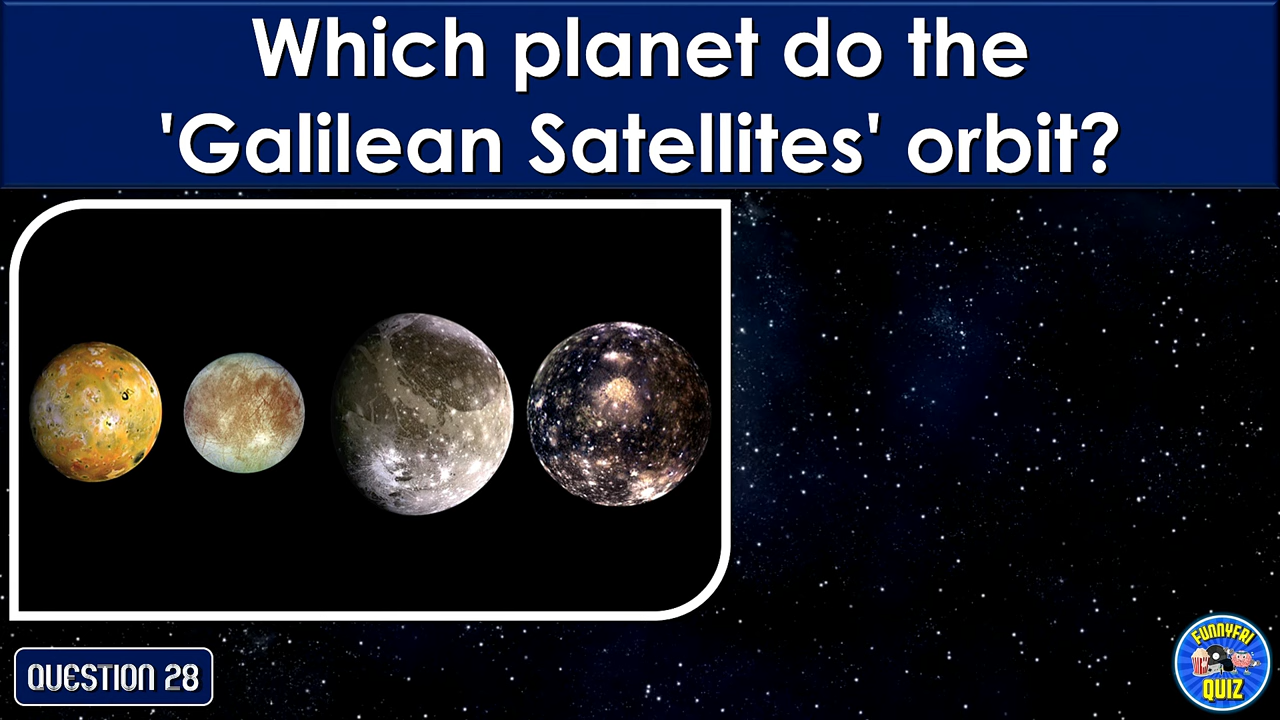 Which planet do the
'Galilean Satellites' orbit?
QUESTION 28
FUNNYFRI
QUIZ